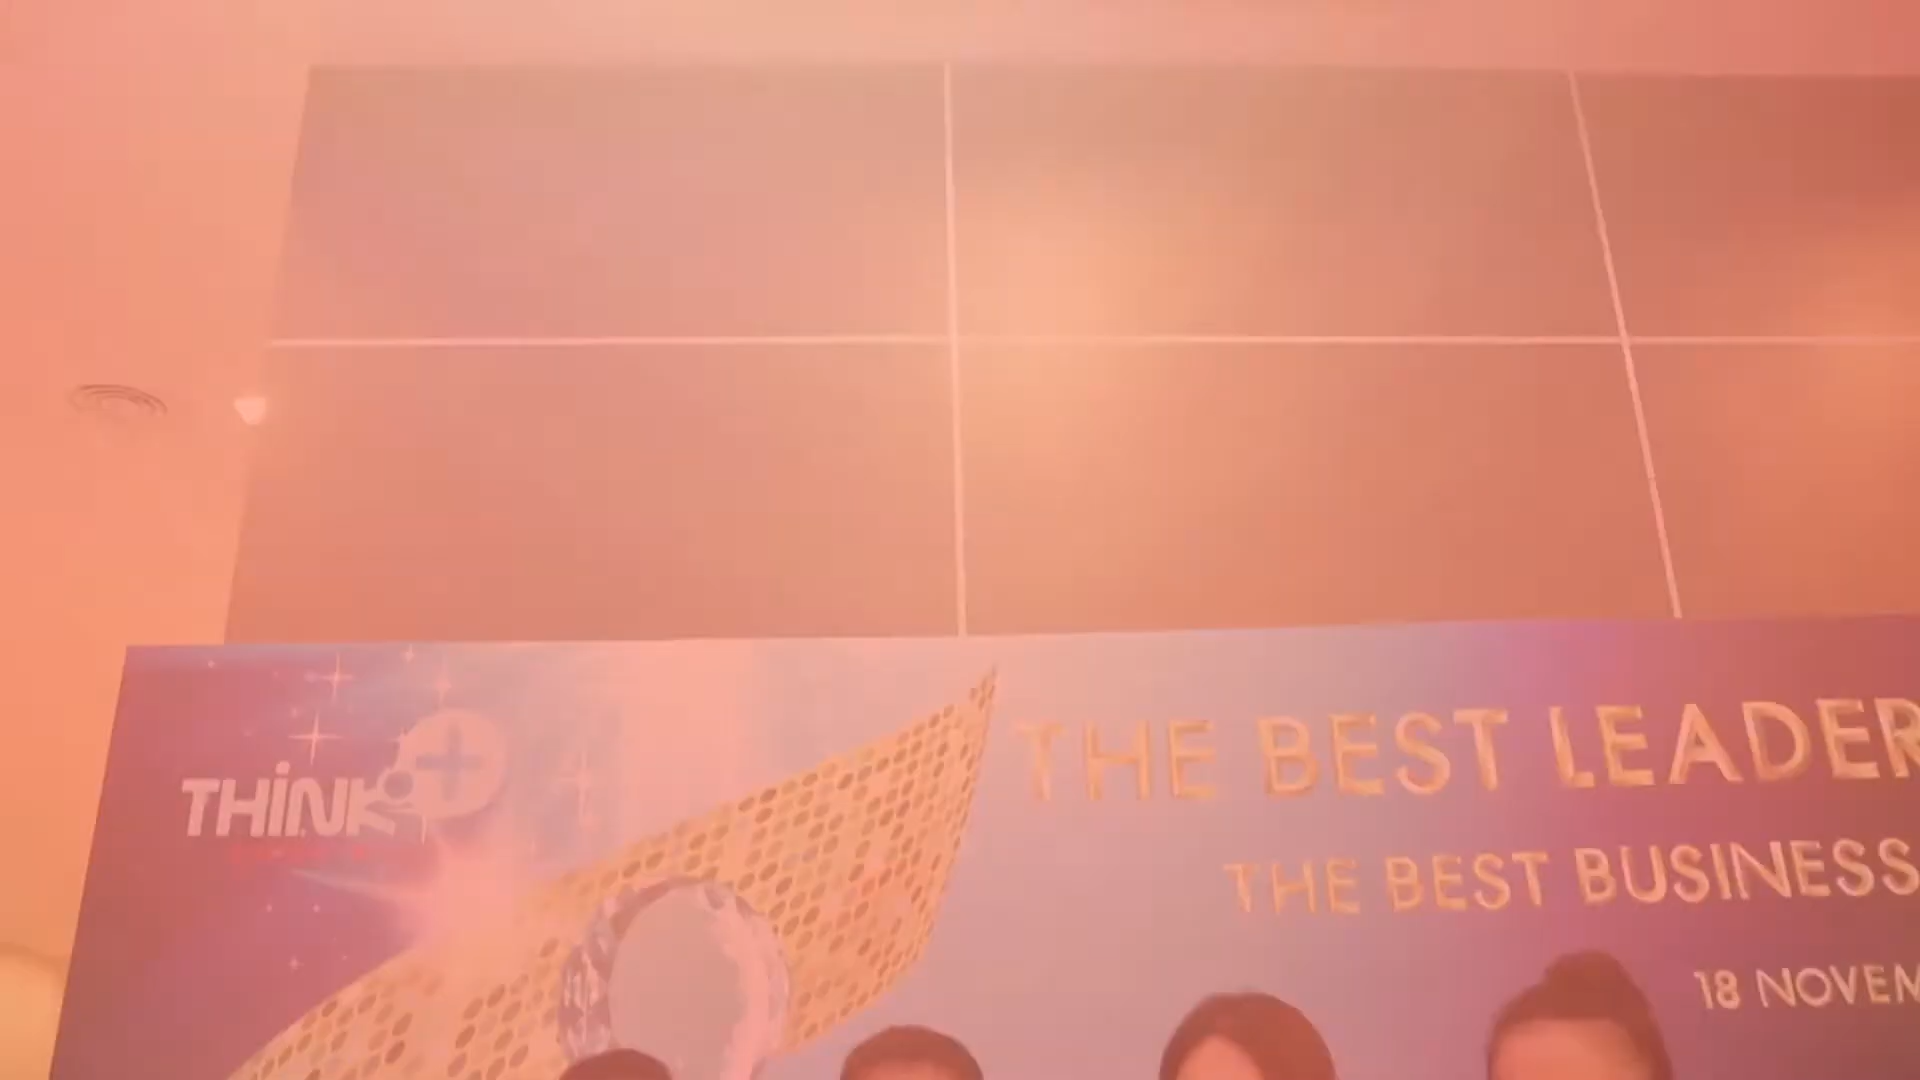 THINK+
THE BEST LEADER
THE BEST BUSINESS
18 NOVEM